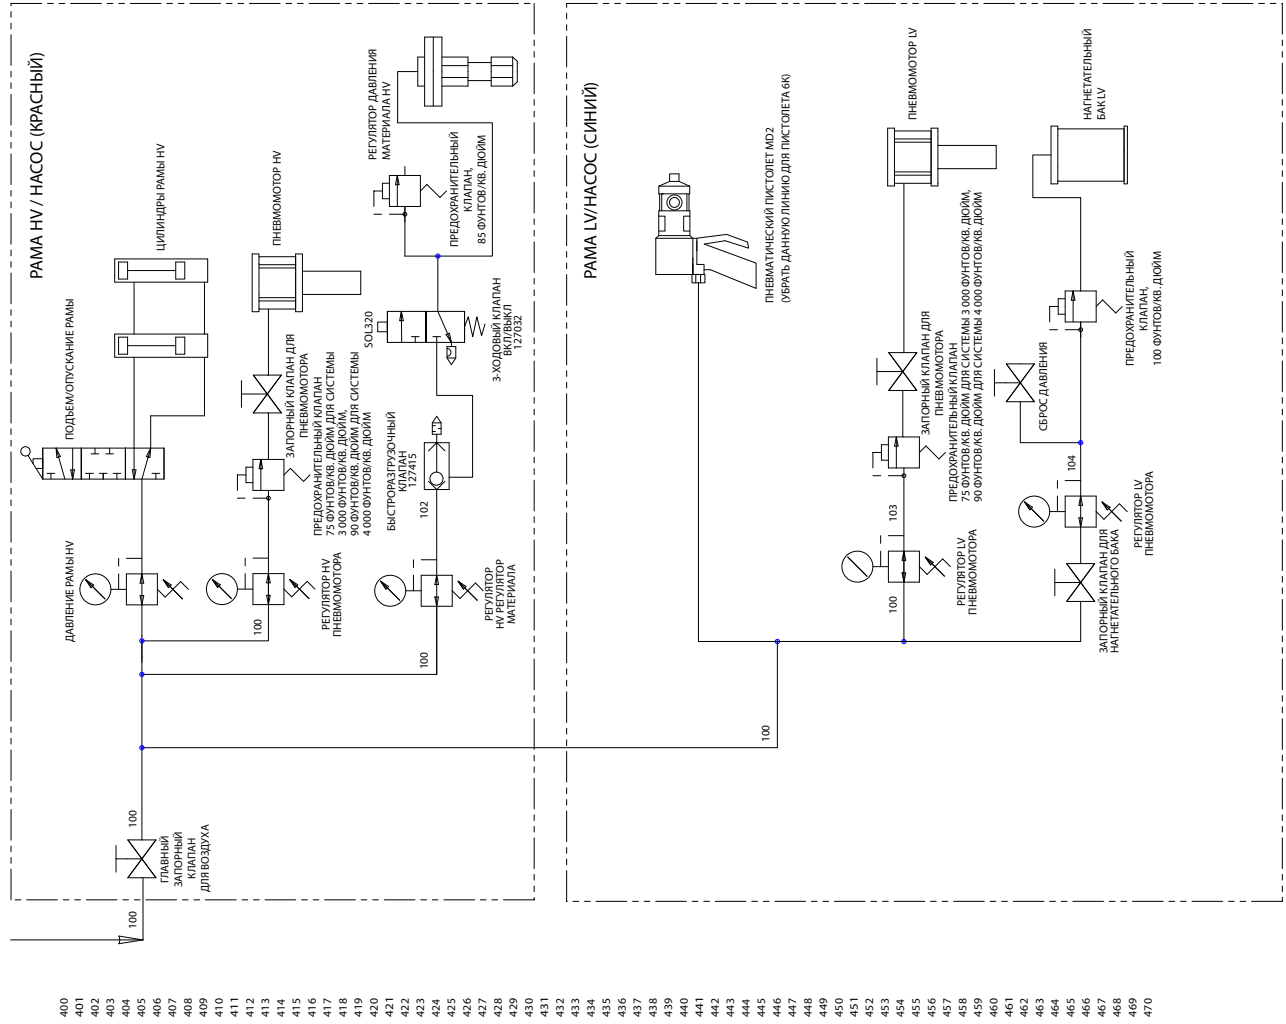 РАМА HV / НАСОС (КРАСНЫЙ)
ПОДЪЕМ/ОПУСКАНИЕ РАМЫ
ЦИЛИНДРЫ РАМЫ HV
ДАВЛЕНИЕ РАМЫ HV
ГЛАВНЫЙ
ЗАПОРНЫЙ
КЛАПАН
ДЛЯ ВОЗДУХА
100
100
ПНЕВМОМОТОР HV
ЗАПОРНЫЙ КЛАПАН ДЛЯ
ПНЕВМОМОТОРА
ПРЕДОХРАНИТЕЛЬНЫЙ КЛАПАН
75 ФУНТОВ/КВ. ДЮЙМ ДЛЯ СИСТЕМЫ
3 000 ФУНТОВ/КВ. ДЮЙМ,
90 ФУНТОВ/КВ. ДЮЙМ ДЛЯ СИСТЕМЫ
4 000 ФУНТОВ/КВ. ДЮЙМ
РЕГУЛЯТОР HV
ПНЕВМОМОТОРА
100
РЕГУЛЯТОР ДАВЛЕНИЯ
МАТЕРИАЛА HV
ПРЕДОХРАНИТЕЛЬНЫЙ
КЛАПАН,
85 ФУНТОВ/КВ. ДЮЙМ
SOL320
3-ХОДОВЫЙ КЛАПАН
ВКЛ/ВЫКЛ
127032
БЫСТРОРАЗГРУЗОЧНЫЙ
КЛАПАН
127415
102
РЕГУЛЯТОР
HV РЕГУЛЯТОР
МАТЕРИАЛА
100
РАМА LV/НАСОС (СИНИЙ)
ПНЕВМАТИЧЕСКИЙ ПИСТОЛЕТ MD2
(УБРАТЬ ДАННУЮ ЛИНИЮ ДЛЯ ПИСТОЛЕТА 6К)
100
ПНЕВМОМОТОР LV
ЗАПОРНЫЙ КЛАПАН ДЛЯ
ПНЕВМОМОТОРА
ПРЕДОХРАНИТЕЛЬНЫЙ КЛАПАН
75 ФУНТОВ/КВ. ДЮЙМ ДЛЯ СИСТЕМЫ 3 000 ФУНТОВ/КВ. ДЮЙМ,
90 ФУНТОВ/КВ. ДЮЙМ ДЛЯ СИСТЕМЫ 4 000 ФУНТОВ/КВ. ДЮЙМ
103
РЕГУЛЯТОР LV
ПНЕВМОМОТОРА
100
НАГНЕТАТЕЛЬНЫЙ
БАК LV
ПРЕДОХРАНИТЕЛЬНЫЙ
КЛАПАН,
100 ФУНТОВ/КВ. ДЮЙМ
СБРОС ДАВЛЕНИЯ
104
РЕГУЛЯТОР LV
ПНЕВМОМОТОРА
ЗАПОРНЫЙ КЛАПАН ДЛЯ
НАГНЕТАТЕЛЬНОГО БАКА
400
401
402
403
404
405
406
407
408
409
410
411
412
413
414
415
416
417
418
419
420
421
422
423
424
425
426
427
428
429
430
431
432
433
434
435
436
437
438
439
440
441
442
443
444
445
446
447
448
449
450
451
452
453
454
455
456
457
458
459
460
461
462
463
464
465
466
467
468
469
470